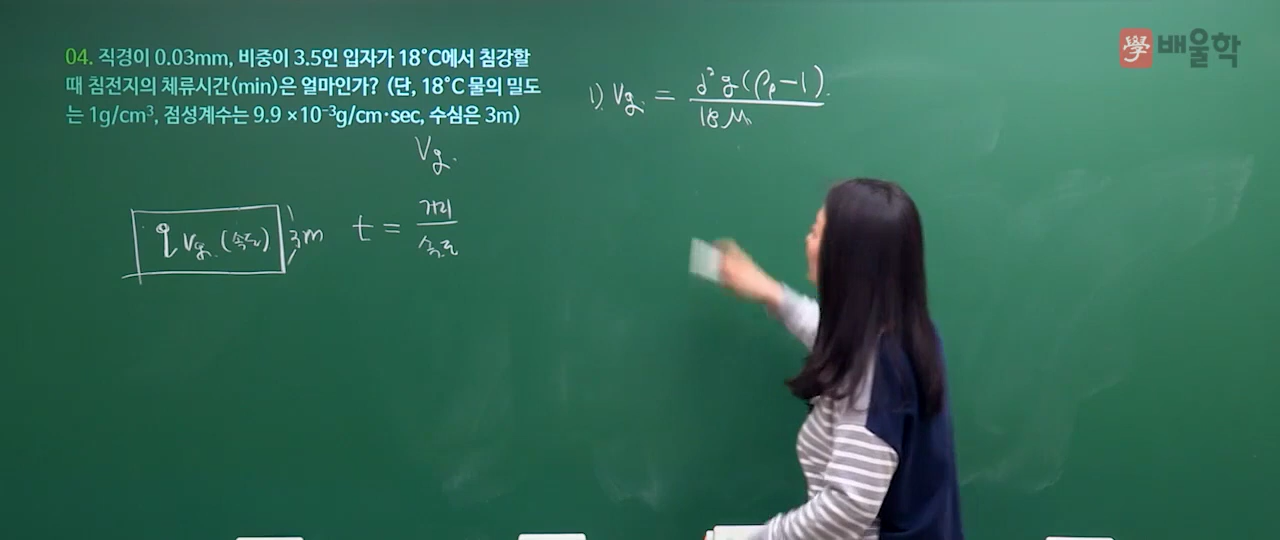 04. 직경이 0.03mm, 비중이 3.5인 입자가 18°C에서 침강할
때 침전지의 체류시간(min)은 얼마인가? (단, 18°C 물의 밀도
는 1g/cm³, 점성계수는 9.9 ×10⁻³g/cm·sec, 수심은 3m)
學 배울학
1) Vg. = d²g(ρp-1). / 18μ
Vg.
Vg. (속도) 3m t = 거리 / 속도